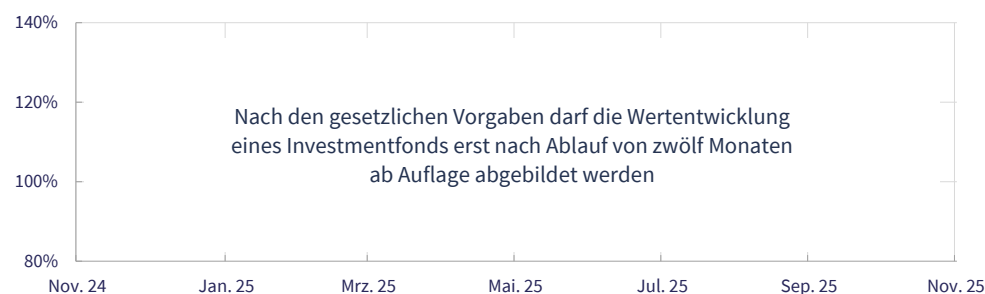 140%
120%
Nach den gesetzlichen Vorgaben darf die Wertentwicklung
eines Investmentfonds erst nach Ablauf von zwölf Monaten
ab Auflage abgebildet werden
100%
80%
Nov. 24 Jan. 25 Mrz. 25 Mai. 25 Jul. 25 Sep. 25 Nov. 25